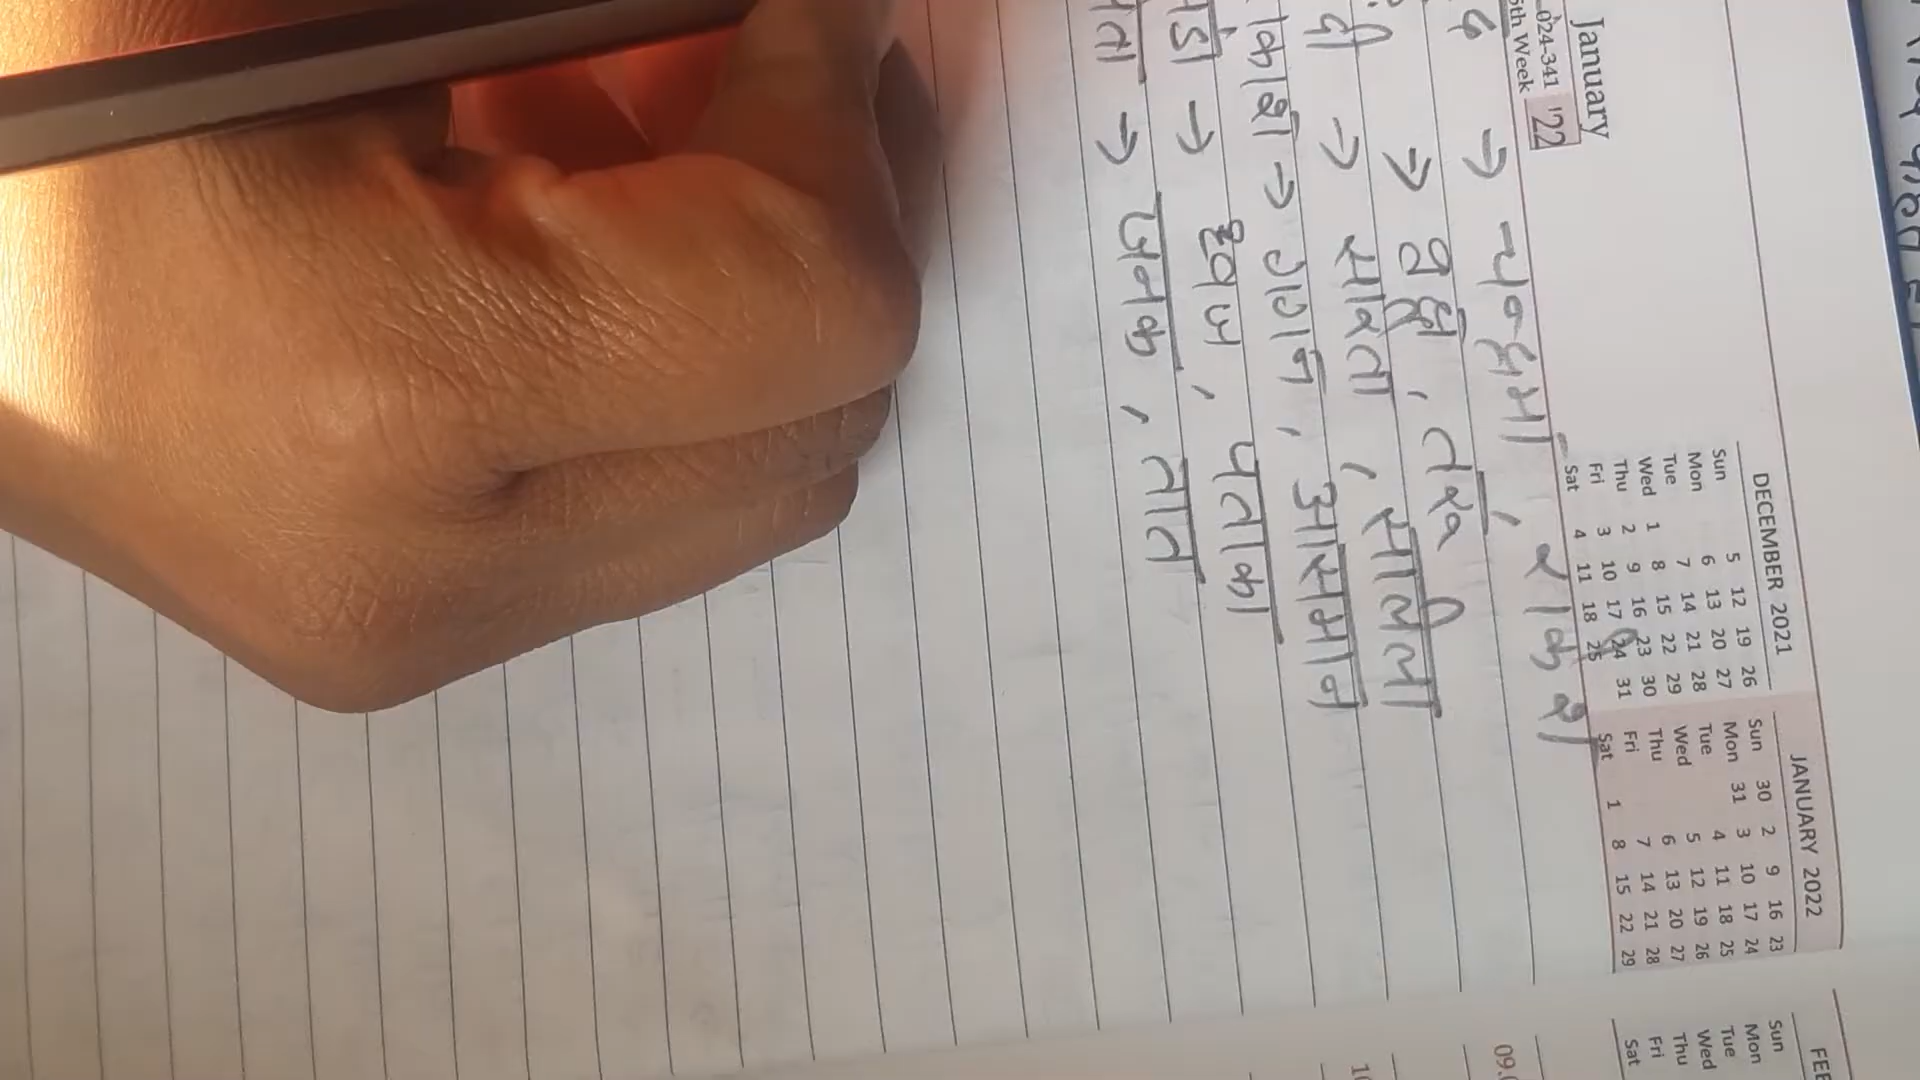 January
024-341 '22
5th Week
DECEMBER 2021
Sun 5 12 19 26
Mon 6 13 20 27
Tue 7 14 21 28
Wed 1 8 15 22 29
Thu 2 9 16 23 30
Fri 3 10 17 24 31
Sat 4 11 18 25
JANUARY 2022
Sun 30 2 9 16 23
Mon 31 3 10 17 24
Tue 4 11 18 25
Wed 5 12 19 26
Thu 6 13 20 27
Fri 7 14 21 28
Sat 1 8 15 22 29
FEB
Sun
Mon
Tue
Wed
Thu
Fri
Sat
द → चन्द्रमा, राकेश
→ वृक्ष, तरु
दी → सरिता, सलिला
काश → गगन, आसमान
→ ध्वज, पताका
ता → जनक, तात